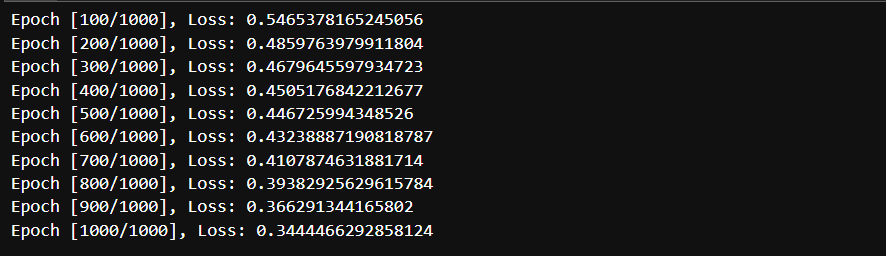 Epoch [100/1000], Loss: 0.5465378165245056
Epoch [200/1000], Loss: 0.4859763979911804
Epoch [300/1000], Loss: 0.4679645597934723
Epoch [400/1000], Loss: 0.4505176842212677
Epoch [500/1000], Loss: 0.446725994348526
Epoch [600/1000], Loss: 0.43238887190818787
Epoch [700/1000], Loss: 0.4107874631881714
Epoch [800/1000], Loss: 0.39382925629615784
Epoch [900/1000], Loss: 0.366291344165802
Epoch [1000/1000], Loss: 0.3444466292858124